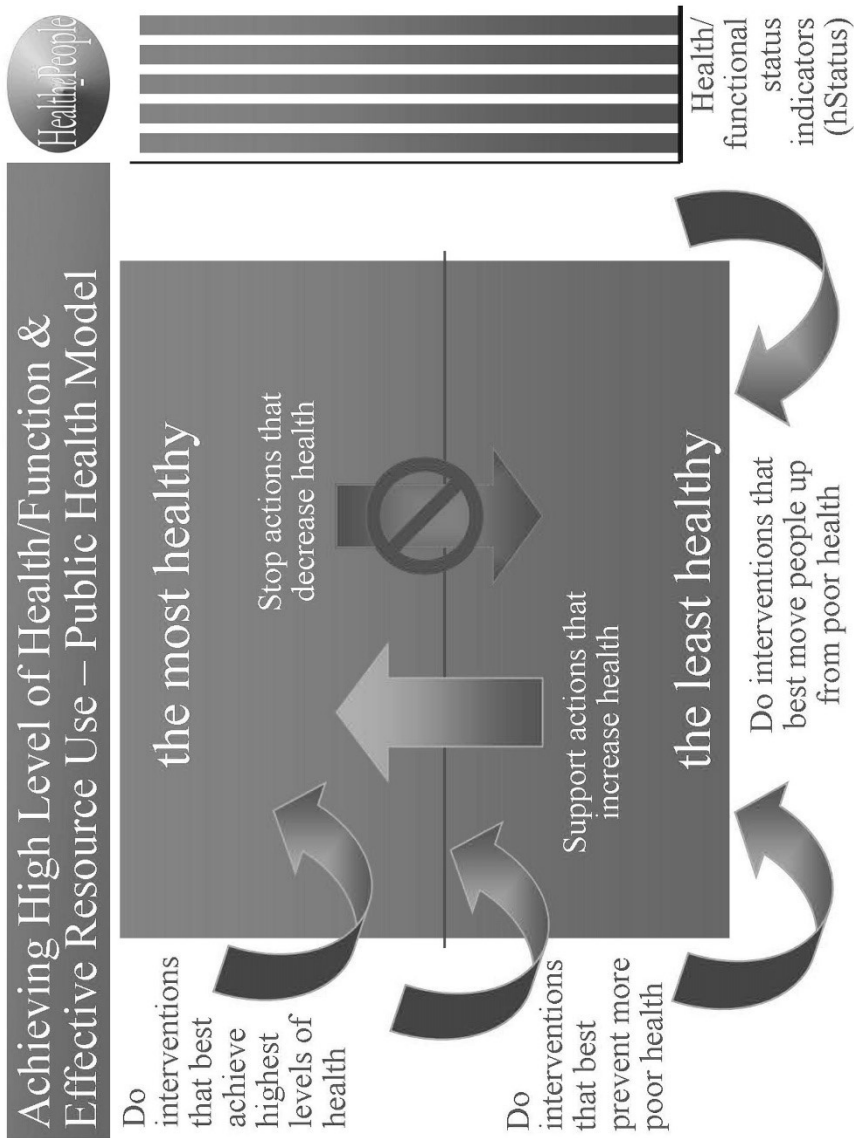 Achieving High Level of Health/Function &
Effective Resource Use – Public Health Model
HealthePeople
Do
interventions
that best
achieve
highest
levels of
health
the most healthy
Stop actions that
decrease health
Support actions that
increase health
the least healthy
Do
interventions
that best
prevent more
poor health
Do interventions that
best move people up
from poor health
Health/
functional
status
indicators
(hStatus)